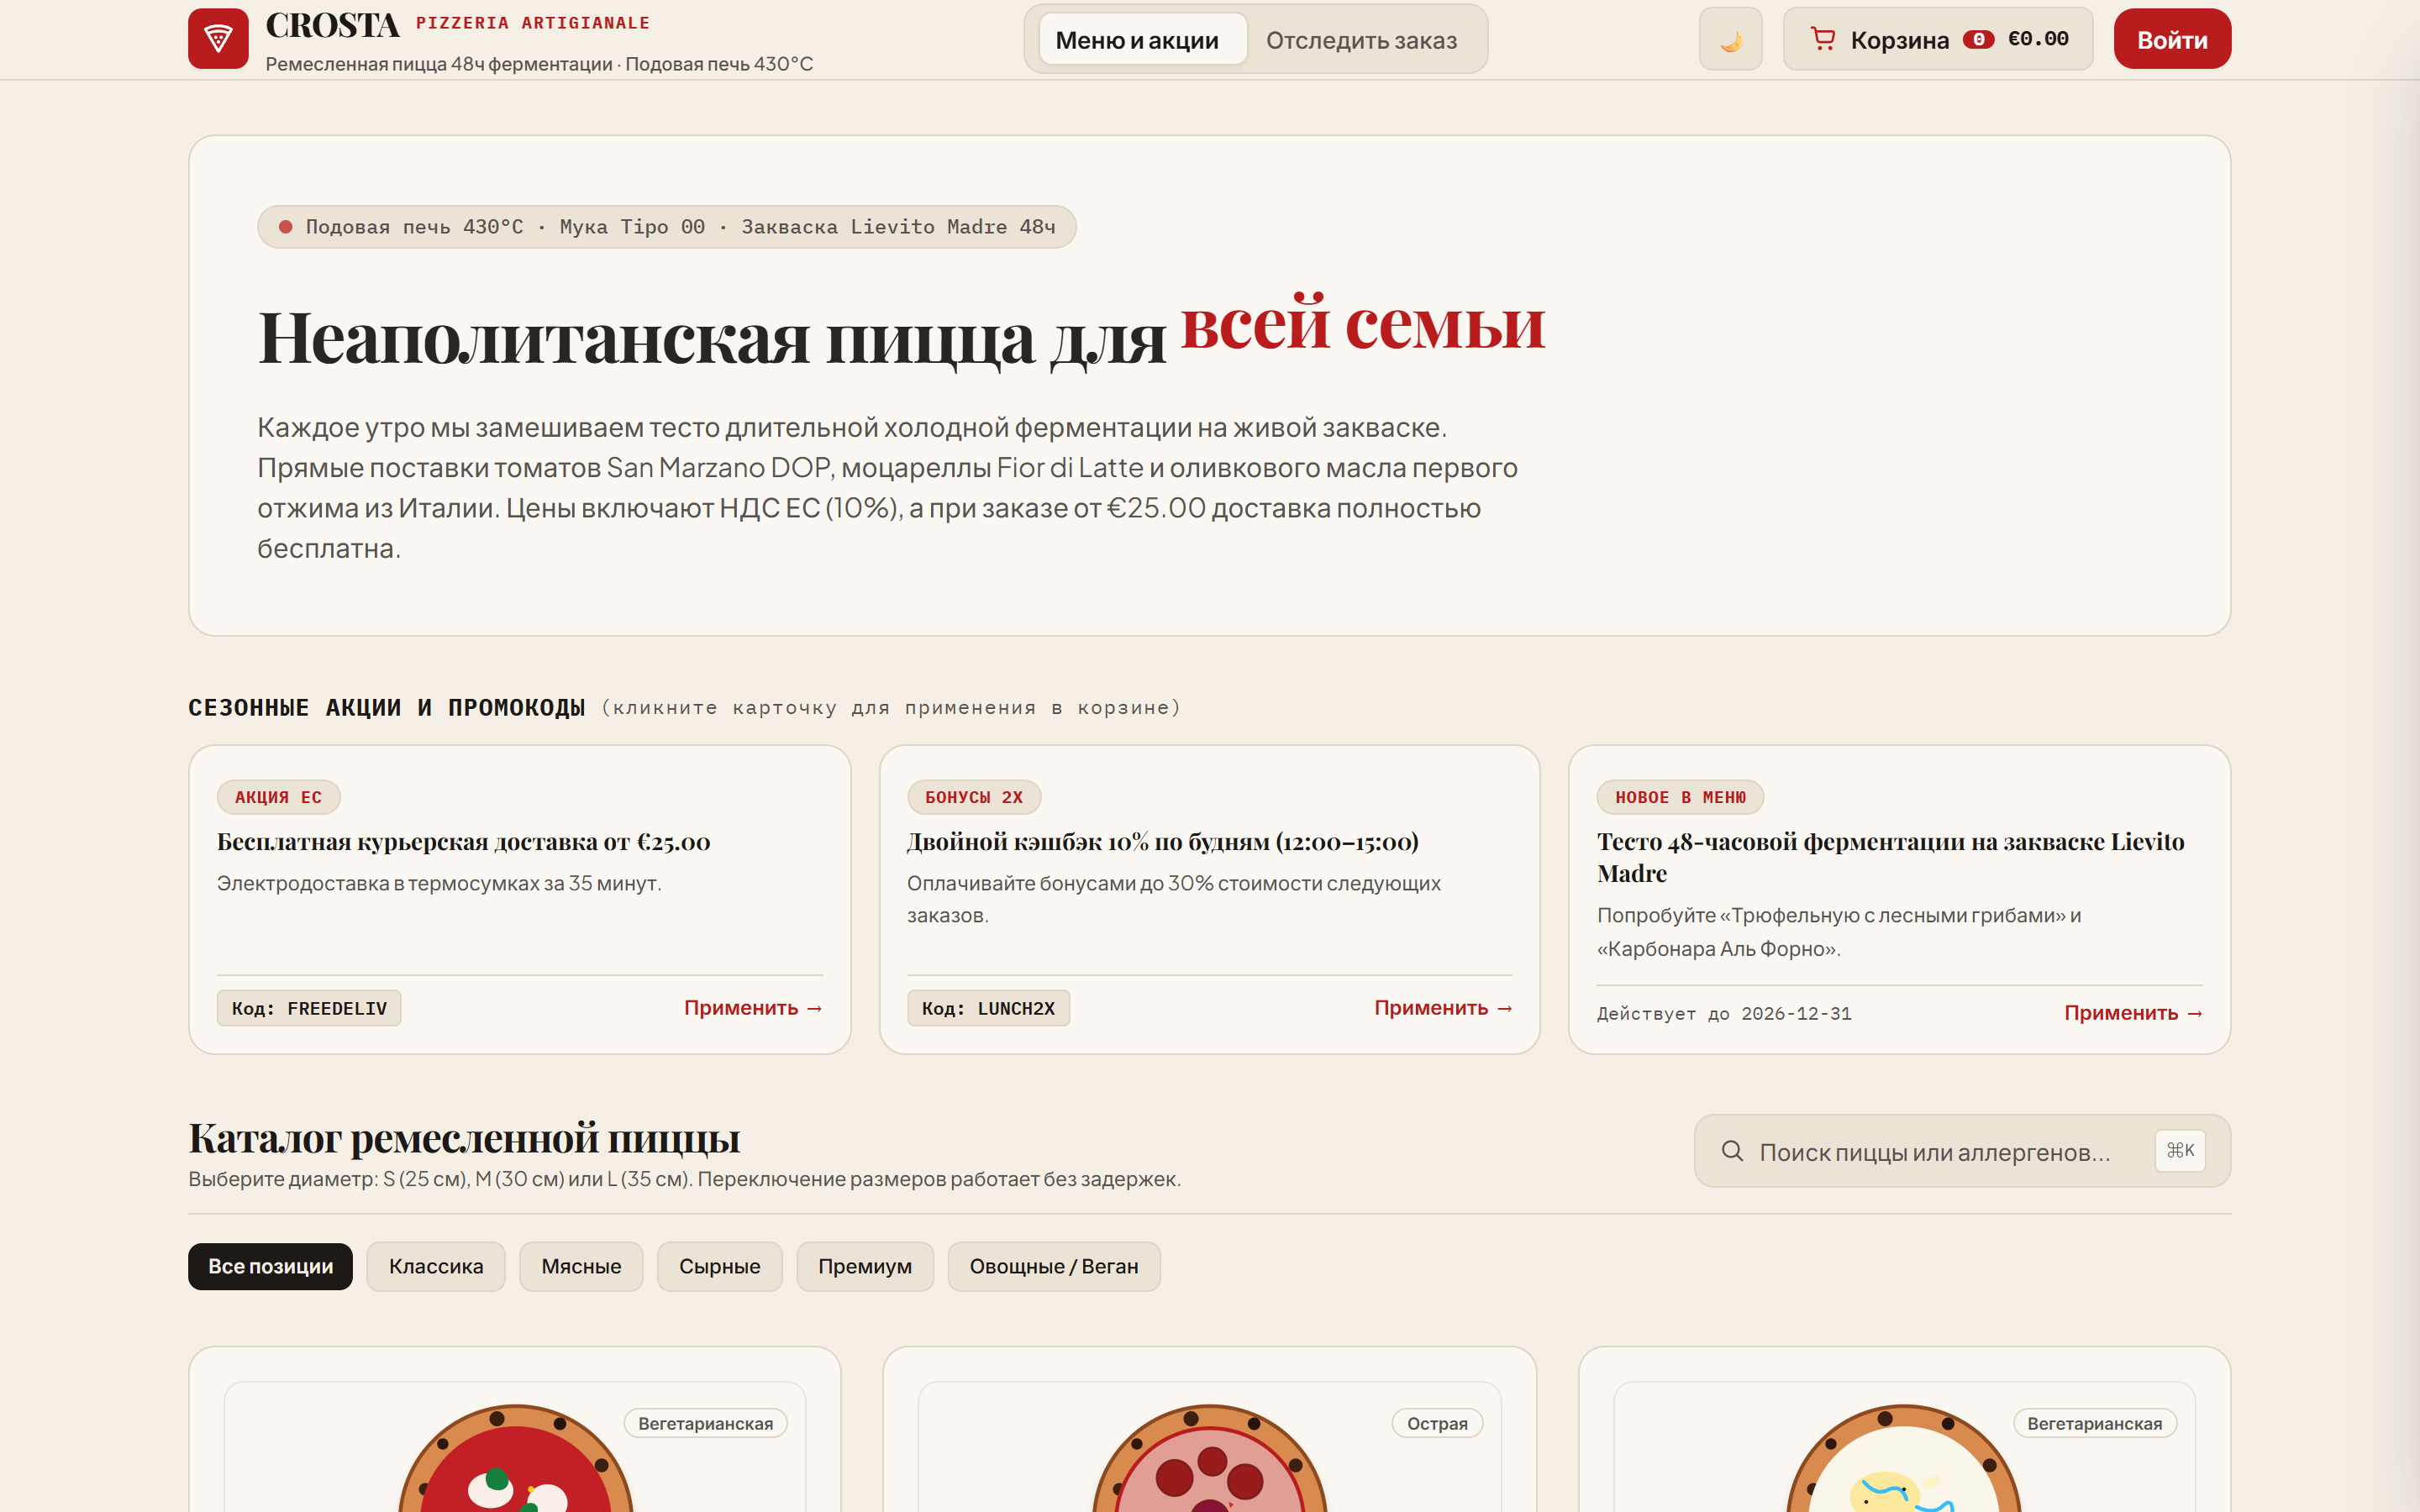 CROSTA PIZZERIA ARTIGIANALE
Ремесленная пицца 48ч ферментации · Подовая печь 430°C
Меню и акции
Отследить заказ
Корзина 0 €0.00
Войти
Подовая печь 430°C · Мука Tipo 00 · Закваска Lievito Madre 48ч
Неаполитанская пицца для всей семьи
Каждое утро мы замешиваем тесто длительной холодной ферментации на живой закваске.
Прямые поставки томатов San Marzano DOP, моцареллы Fior di Latte и оливкового масла первого
отжима из Италии. Цены включают НДС ЕС (10%), а при заказе от €25.00 доставка полностью
бесплатна.
СЕЗОННЫЕ АКЦИИ И ПРОМОКОДЫ (кликните карточку для применения в корзине)
АКЦИЯ ЕС
Бесплатная курьерская доставка от €25.00
Электродоставка в термосумках за 35 минут.
Код: FREEDELIV
Применить →
БОНУСЫ 2X
Двойной кэшбэк 10% по будням (12:00–15:00)
Оплачивайте бонусами до 30% стоимости следующих
заказов.
Код: LUNCH2X
Применить →
НОВОЕ В МЕНЮ
Тесто 48-часовой ферментации на закваске Lievito
Madre
Попробуйте «Трюфельную с лесными грибами» и
«Карбонара Аль Форно».
Действует до 2026-12-31
Применить →
Каталог ремесленной пиццы
Выберите диаметр: S (25 см), M (30 см) или L (35 см). Переключение размеров работает без задержек.
Поиск пиццы или аллергенов...
⌘K
Все позиции
Классика
Мясные
Сырные
Премиум
Овощные / Веган
Вегетарианская
Острая
Вегетарианская